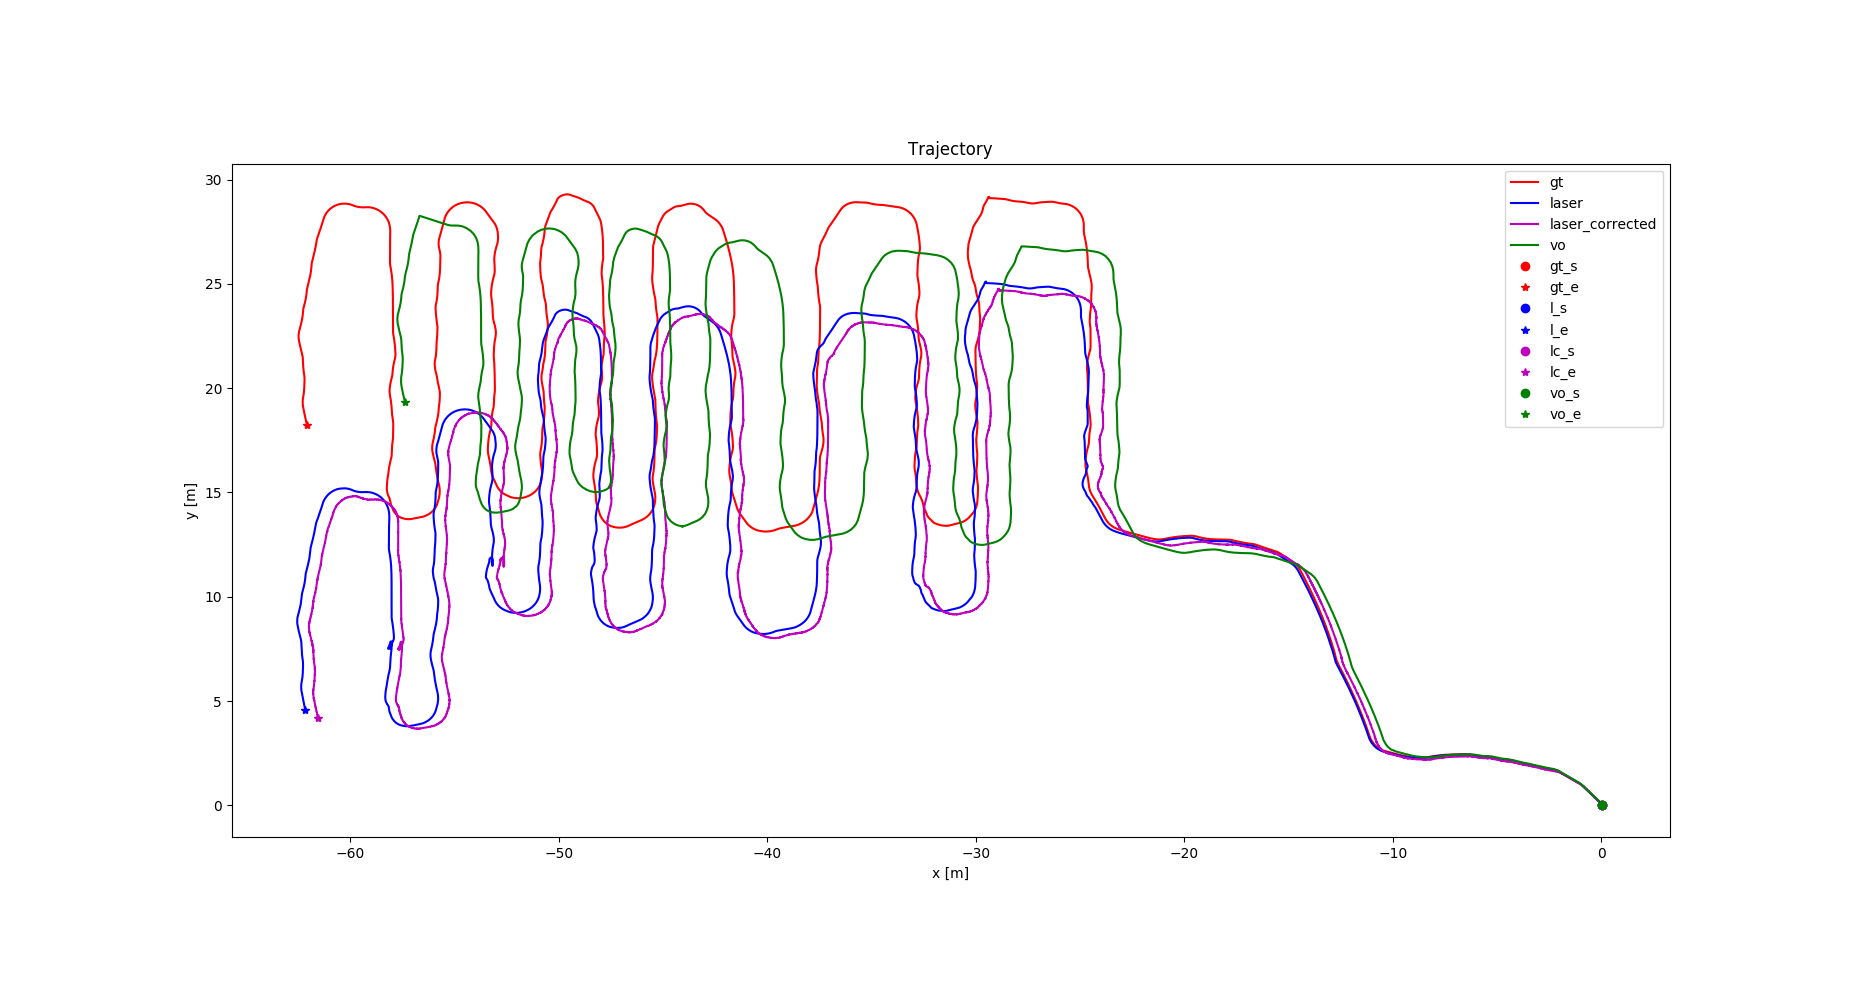 Trajectory
30
25
20
15
10
5
0
y [m]
−60
−50
−40
−30
−20
−10
0
x [m]
gt
laser
laser_corrected
vo
gt_s
gt_e
l_s
l_e
lc_s
lc_e
vo_s
vo_e